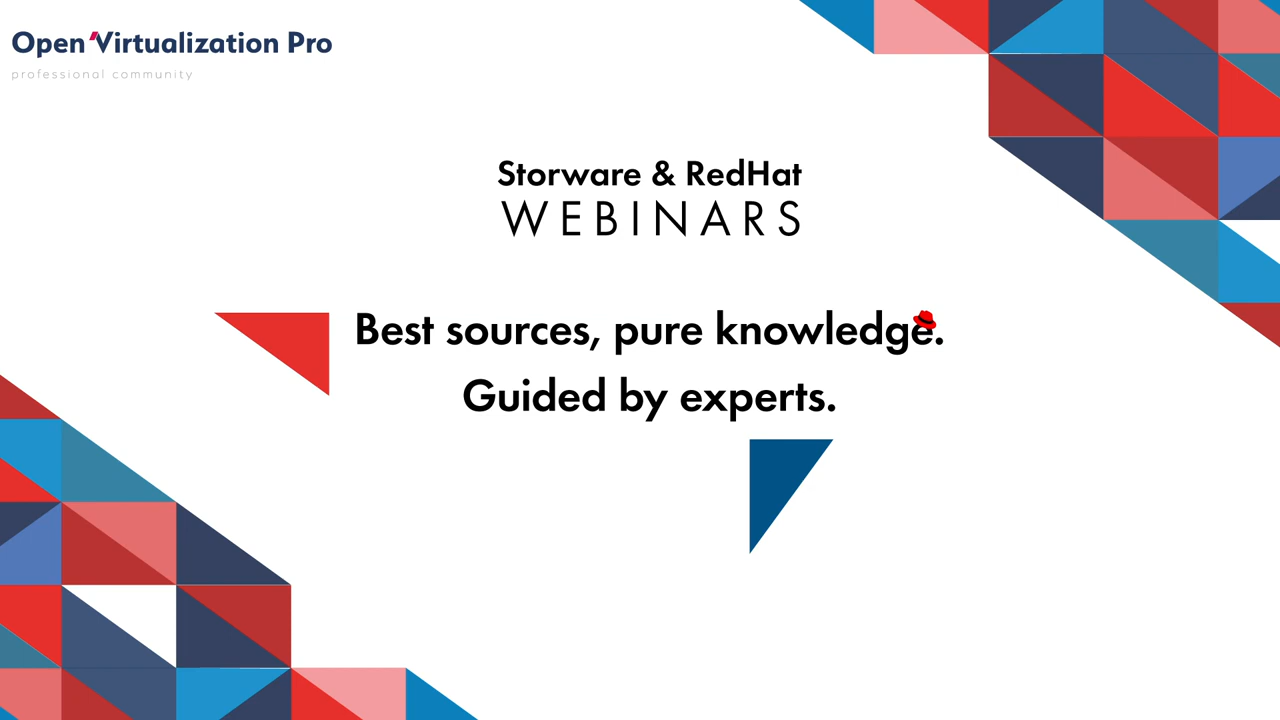 Open Virtualization Pro
professional community
Storware & RedHat
WEBINARS
Best sources, pure knowledge.
Guided by experts.